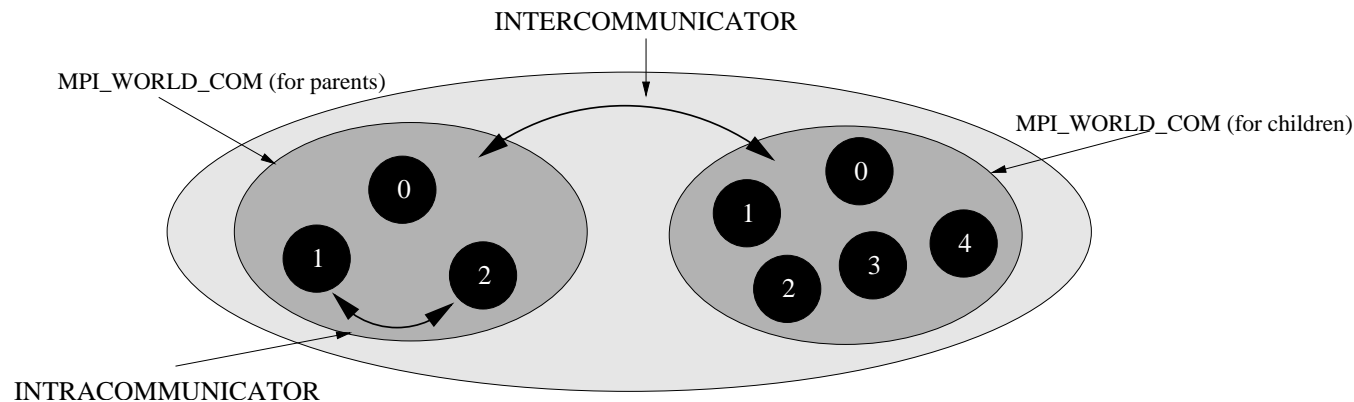 INTERCOMMUNICATOR
MPI_WORLD_COM (for parents)
MPI_WORLD_COM (for children)
0
1
2
0
1
2
3
4
INTRACOMMUNICATOR